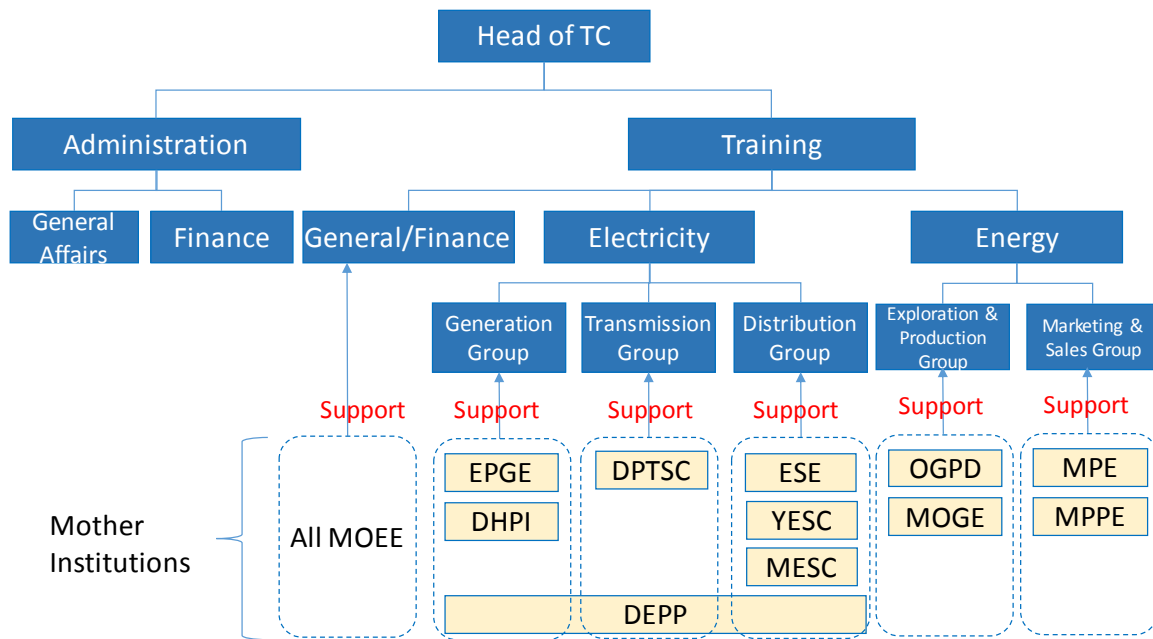 Head of TC
Administration
Training
General
Affairs
Finance
General/Finance
Electricity
Energy
Generation
Group
Transmission
Group
Distribution
Group
Exploration &
Production
Group
Marketing &
Sales Group
Support
Support
Support
Support
Support
Support
Mother
Institutions
All MOEE
EPGE
DHPI
DPTSC
ESE
YESC
MESC
OGPD
MOGE
MPE
MPPE
DEPP